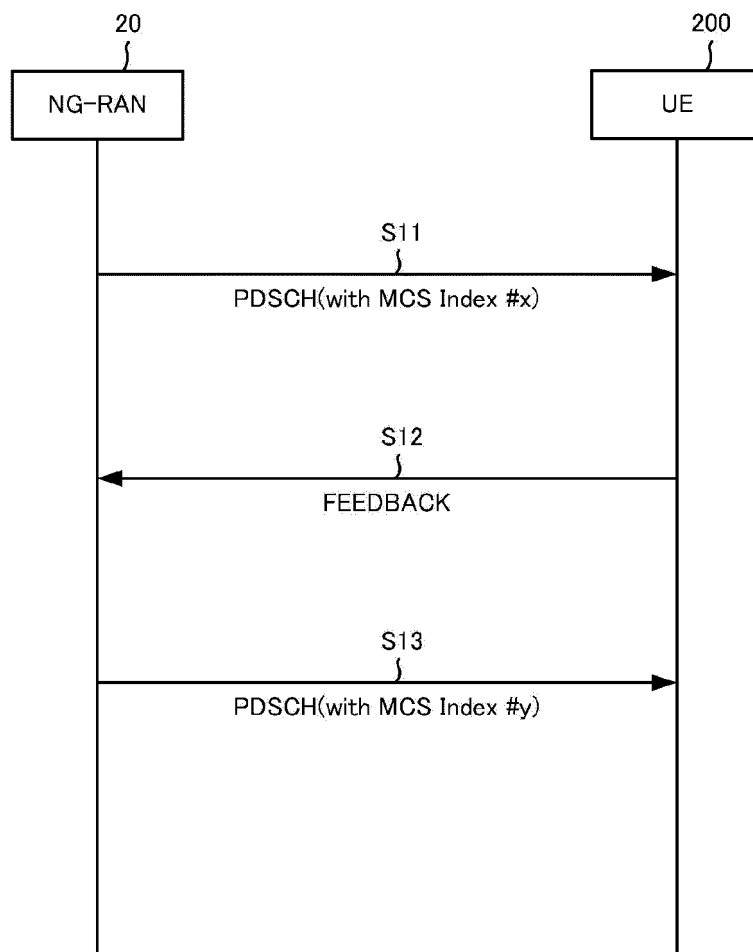 20
200
NG-RAN
UE
S11
PDSCH(with MCS Index #x)
S12
FEEDBACK
S13
PDSCH(with MCS Index #y)